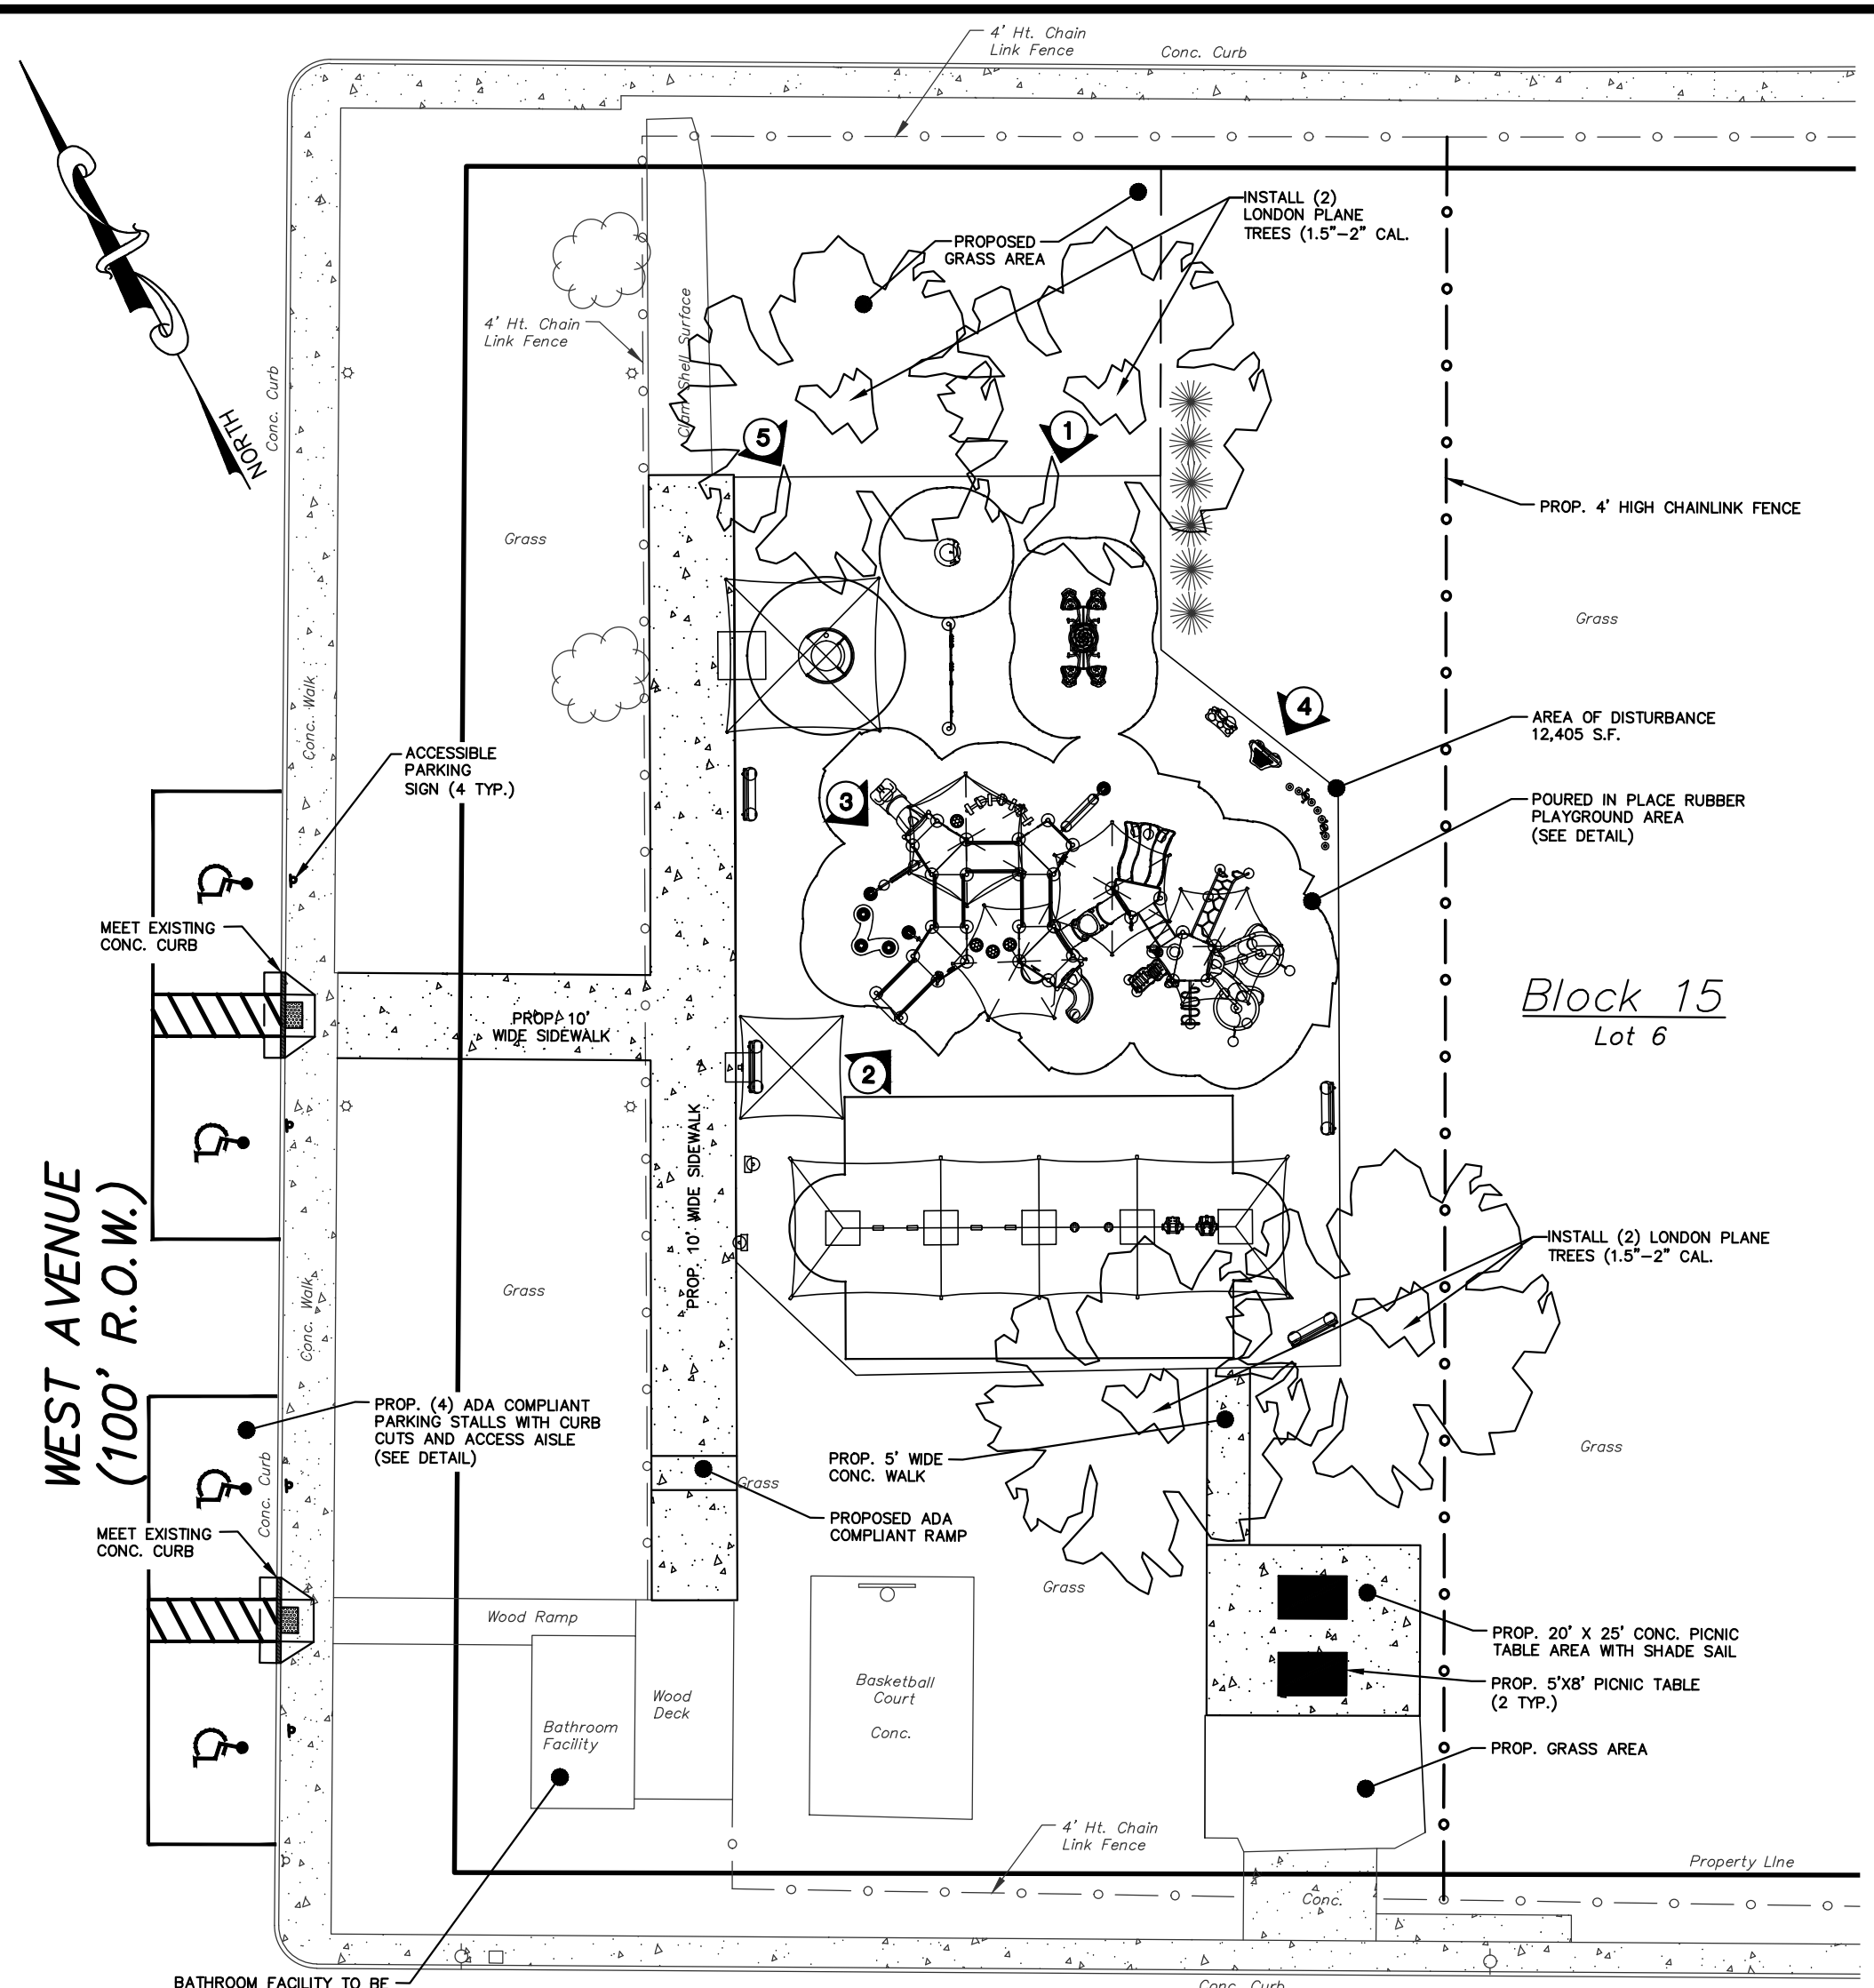 4' Ht. Chain
Link Fence
Conc. Curb
INSTALL (2)
LONDON PLANE
TREES (1.5"-2" CAL.
PROPOSED
GRASS AREA
4' Ht. Chain
Link Fence
Clam Shell Surface
NORTH
Conc. Curb
5
1
PROP. 4' HIGH CHAINLINK FENCE
Grass
Grass
Conc. Walk
4
AREA OF DISTURBANCE
12,405 S.F.
ACCESSIBLE
PARKING
SIGN (4 TYP.)
3
POURED IN PLACE RUBBER
PLAYGROUND AREA
(SEE DETAIL)
MEET EXISTING
CONC. CURB
Block 15
Lot 6
PROP. 10'
WIDE SIDEWALK
2
PROP. 10' WIDE SIDEWALK
WEST AVENUE
(100' R.O.W.)
INSTALL (2) LONDON PLANE
TREES (1.5"-2" CAL.
Grass
Conc. Walk
PROP. (4) ADA COMPLIANT
PARKING STALLS WITH CURB
CUTS AND ACCESS AISLE
(SEE DETAIL)
Grass
PROP. 5' WIDE
CONC. WALK
Grass
Conc. Curb
PROPOSED ADA
COMPLIANT RAMP
MEET EXISTING
CONC. CURB
Grass
Wood Ramp
PROP. 20' X 25' CONC. PICNIC
TABLE AREA WITH SHADE SAIL
PROP. 5'X8' PICNIC TABLE
(2 TYP.)
Basketball
Court
Conc.
Wood
Deck
Bathroom
Facility
PROP. GRASS AREA
4' Ht. Chain
Link Fence
Property LIne
Conc.
BATHROOM FACILITY TO BE
Conc. Curb